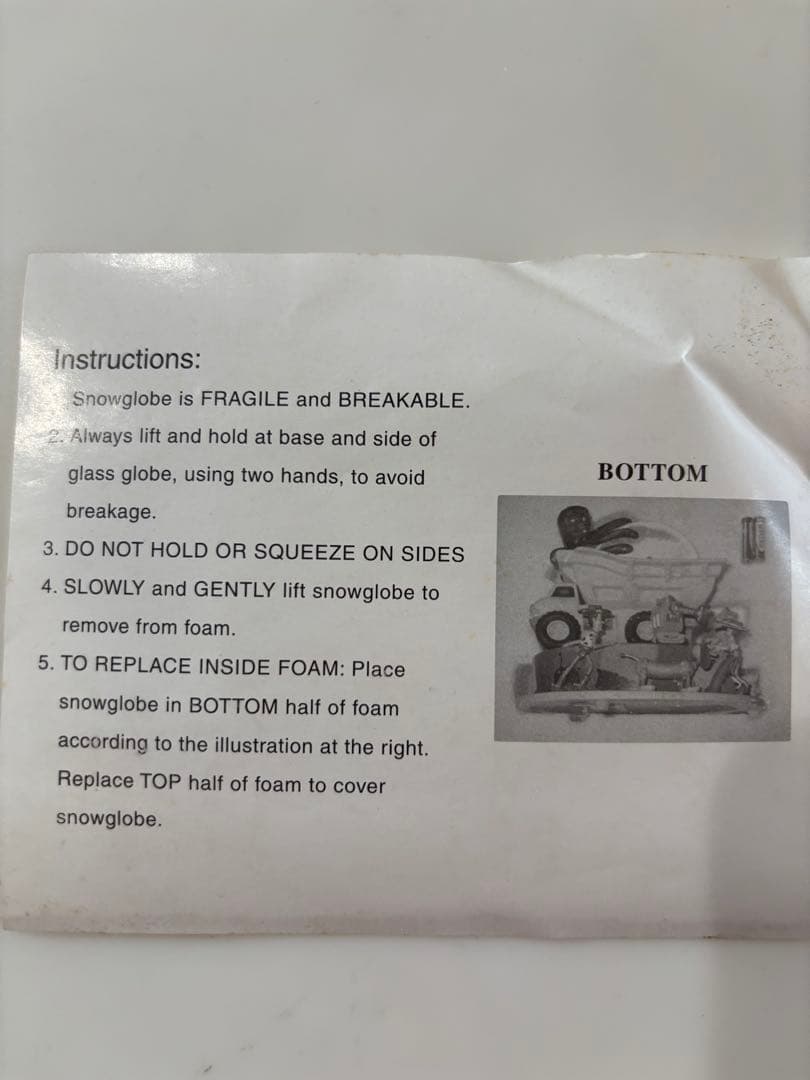 Instructions:
Snowglobe is FRAGILE and BREAKABLE.
2. Always lift and hold at base and side of
glass globe, using two hands, to avoid
breakage.
3. DO NOT HOLD OR SQUEEZE ON SIDES
4. SLOWLY and GENTLY lift snowglobe to
remove from foam.
5. TO REPLACE INSIDE FOAM: Place
snowglobe in BOTTOM half of foam
according to the illustration at the right.
Replace TOP half of foam to cover
snowglobe.
BOTTOM